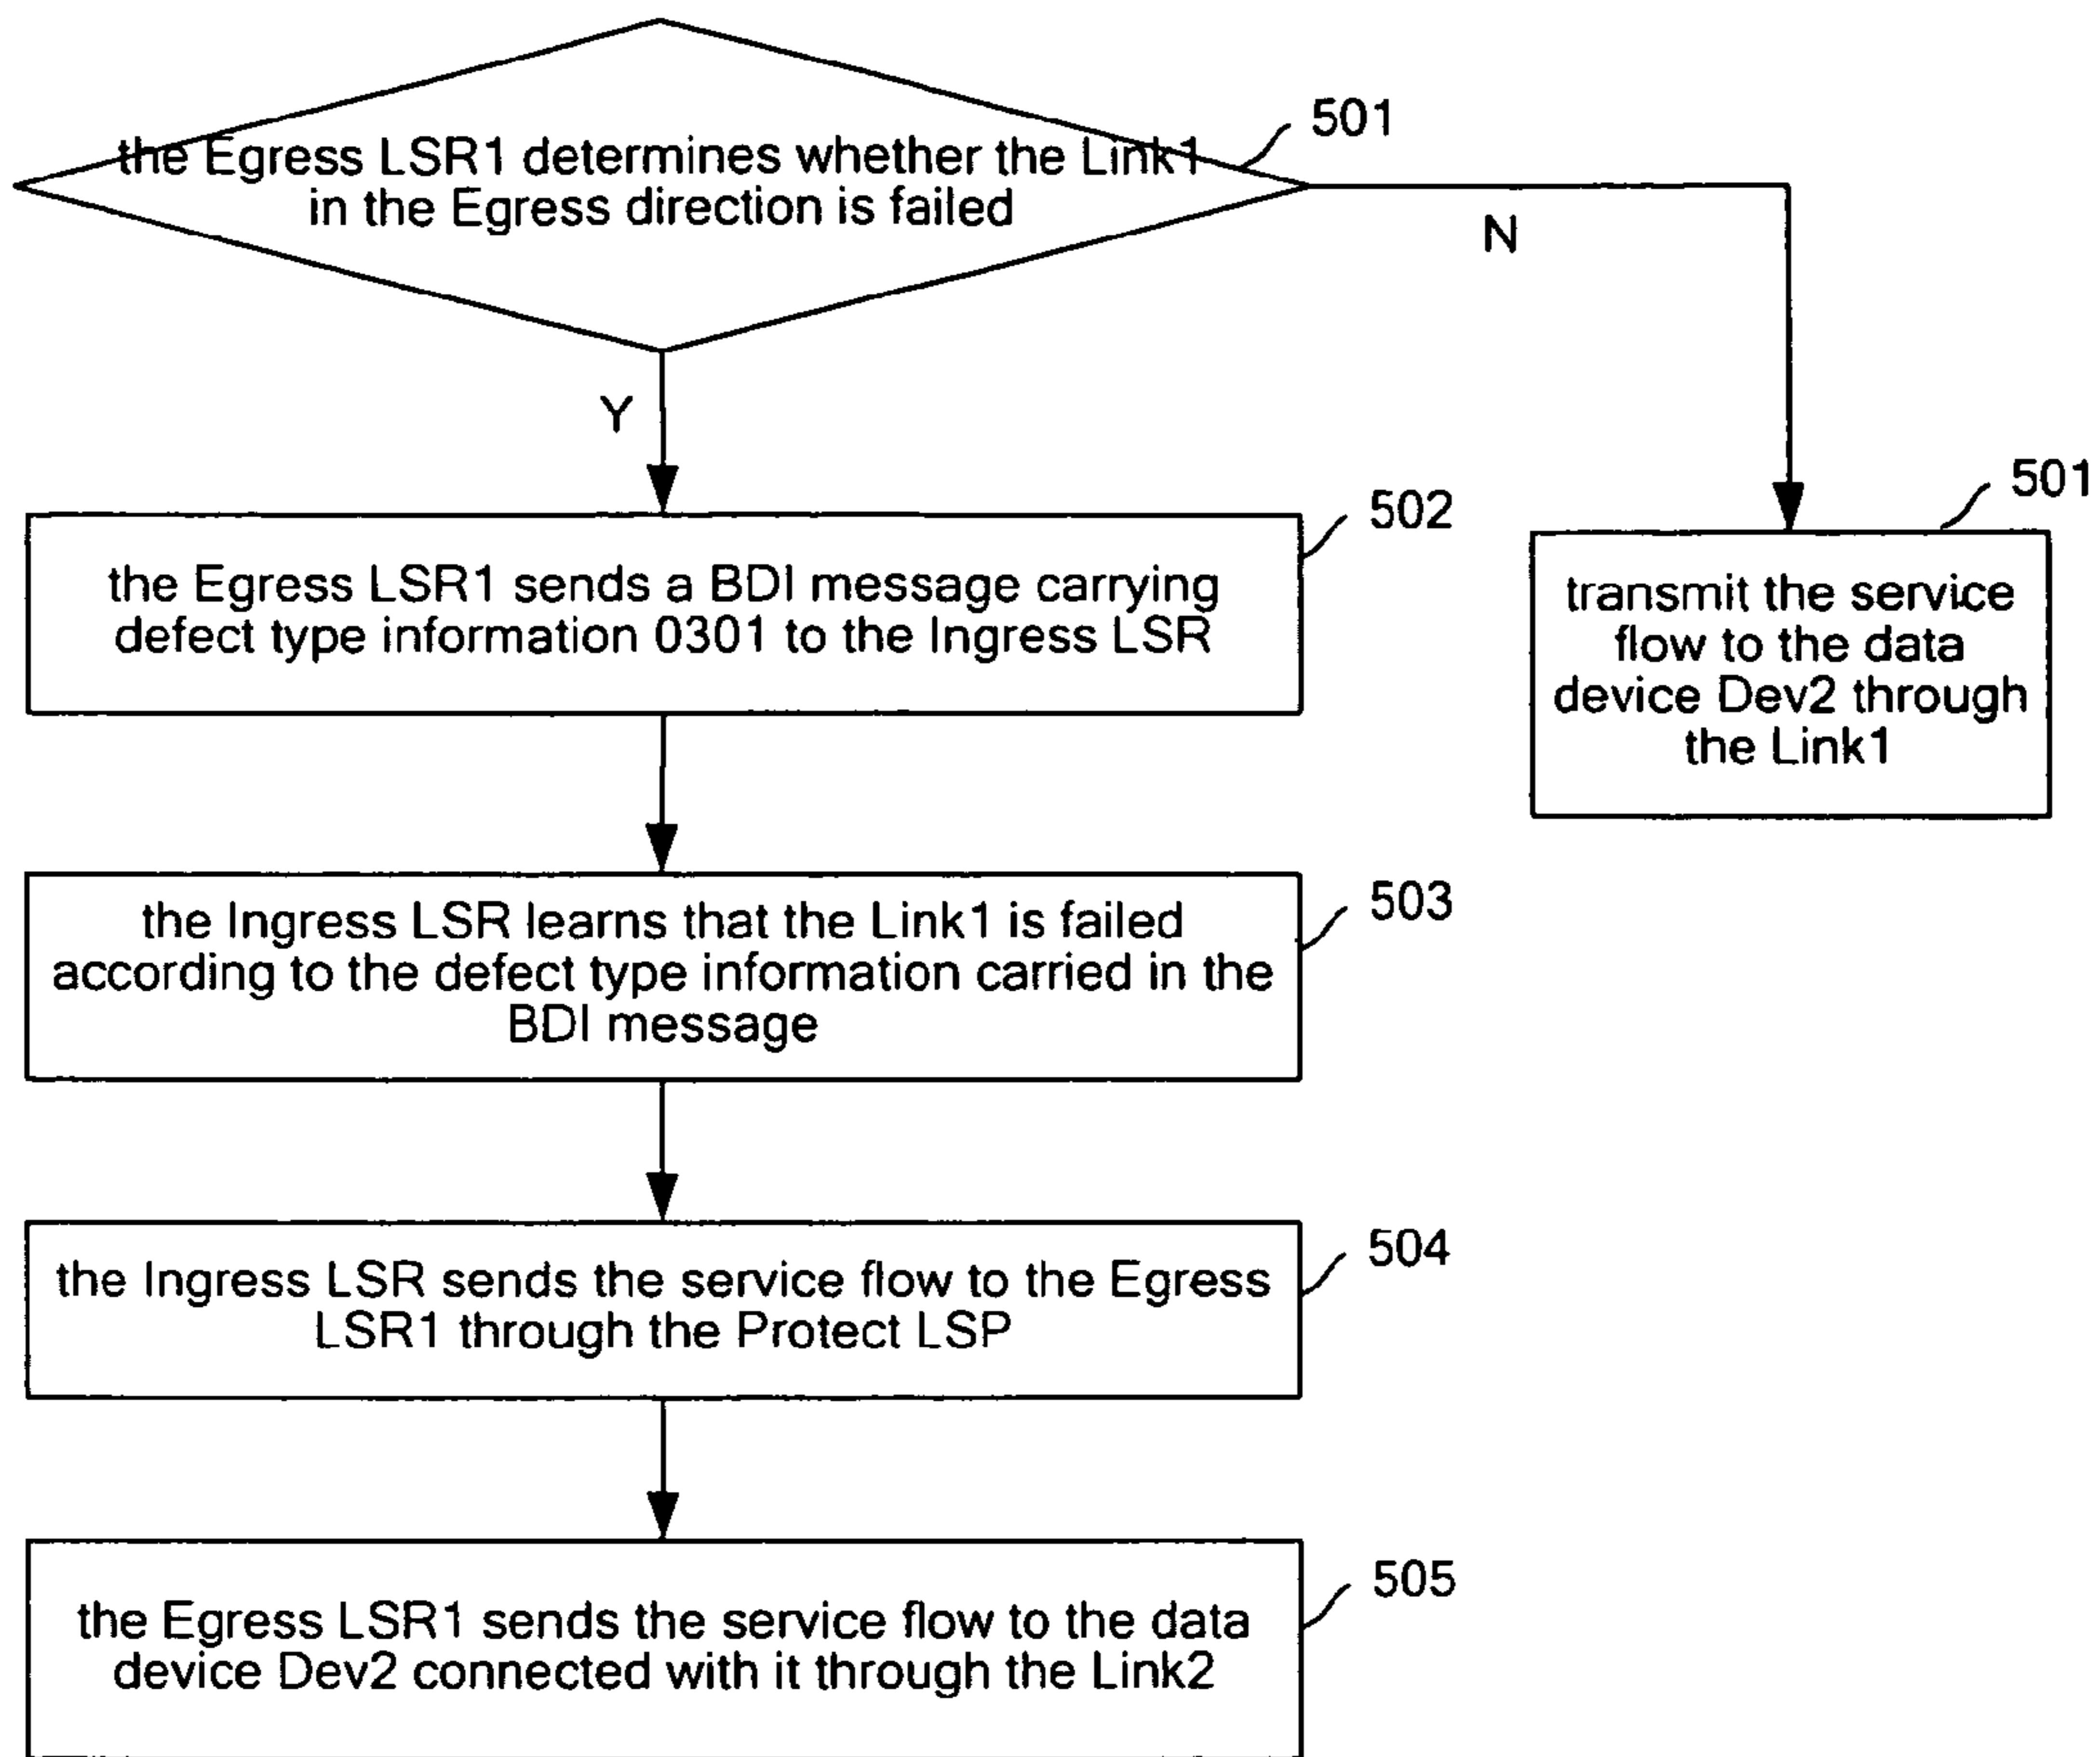 the Egress LSR1 determines whether the Link1
in the Egress direction is failed
501
N
Y
502
the Egress LSR1 sends a BDI message carrying
defect type information 0301 to the Ingress LSR
501
transmit the service
flow to the data
device Dev2 through
the Link1
503
the Ingress LSR learns that the Link1 is failed
according to the defect type information carried in the
BDI message
504
the Ingress LSR sends the service flow to the Egress
LSR1 through the Protect LSP
505
the Egress LSR1 sends the service flow to the data
device Dev2 connected with it through the Link2